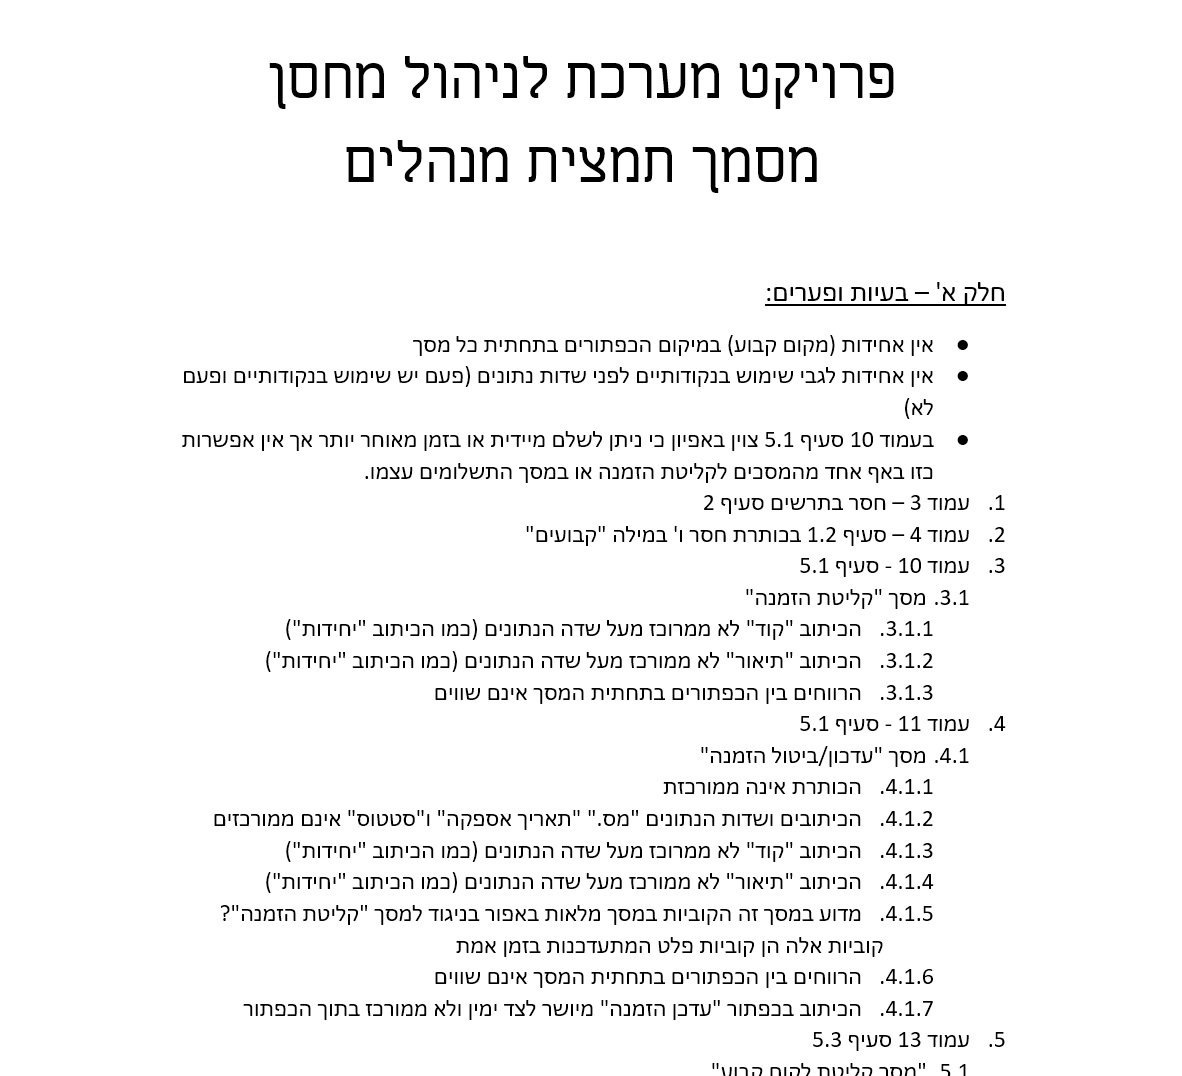 פרויקט מערכת לניהול מחסן
מסמך תמצית מנהלים
חלק א' – בעיות ופערים:
● אין אחידות (מקום קבוע) במיקום הכפתורים בתחתית כל מסך
● אין אחידות לגבי שימוש בנקודותיים לפני שדות נתונים (פעם יש שימוש בנקודותיים ופעם
לא)
● בעמוד 10 סעיף 5.1 צוין באפיון כי ניתן לשלם מיידית או בזמן מאוחר יותר אך אין אפשרות
כזו באף אחד מהמסכים לקליטת הזמנה או במסך התשלומים עצמו.
1. עמוד 3 – חסר בתרשים סעיף 2
2. עמוד 4 – סעיף 1.2 בכותרת חסר ו' במילה "קבועים"
3. עמוד 10 - סעיף 5.1
3.1. מסך "קליטת הזמנה"
3.1.1. הכיתוב "קוד" לא ממרוכז מעל שדה הנתונים (כמו הכיתוב "יחידות")
3.1.2. הכיתוב "תיאור" לא ממורכז מעל שדה הנתונים (כמו הכיתוב "יחידות")
3.1.3. הרווחים בין הכפתורים בתחתית המסך אינם שווים
4. עמוד 11 - סעיף 5.1
4.1. מסך "עדכון/ביטול הזמנה"
4.1.1. הכותרת אינה ממורכזת
4.1.2. הכיתובים ושדות הנתונים "מס." "תאריך אספקה" ו"סטטוס" אינם ממורכזים
4.1.3. הכיתוב "קוד" לא ממרוכז מעל שדה הנתונים (כמו הכיתוב "יחידות")
4.1.4. הכיתוב "תיאור" לא ממורכז מעל שדה הנתונים (כמו הכיתוב "יחידות")
4.1.5. מדוע במסך זה הקוביות במסך מלאות באפור בניגוד למסך "קליטת הזמנה"?
קוביות אלה הן קוביות פלט המתעדכנות בזמן אמת
4.1.6. הרווחים בין הכפתורים בתחתית המסך אינם שווים
4.1.7. הכיתוב בכפתור "עדכן הזמנה" מיושר לצד ימין ולא ממורכז בתוך הכפתור
5. עמוד 13 סעיף 5.3
5.1. "מסך קליטת לקוח קבוע"